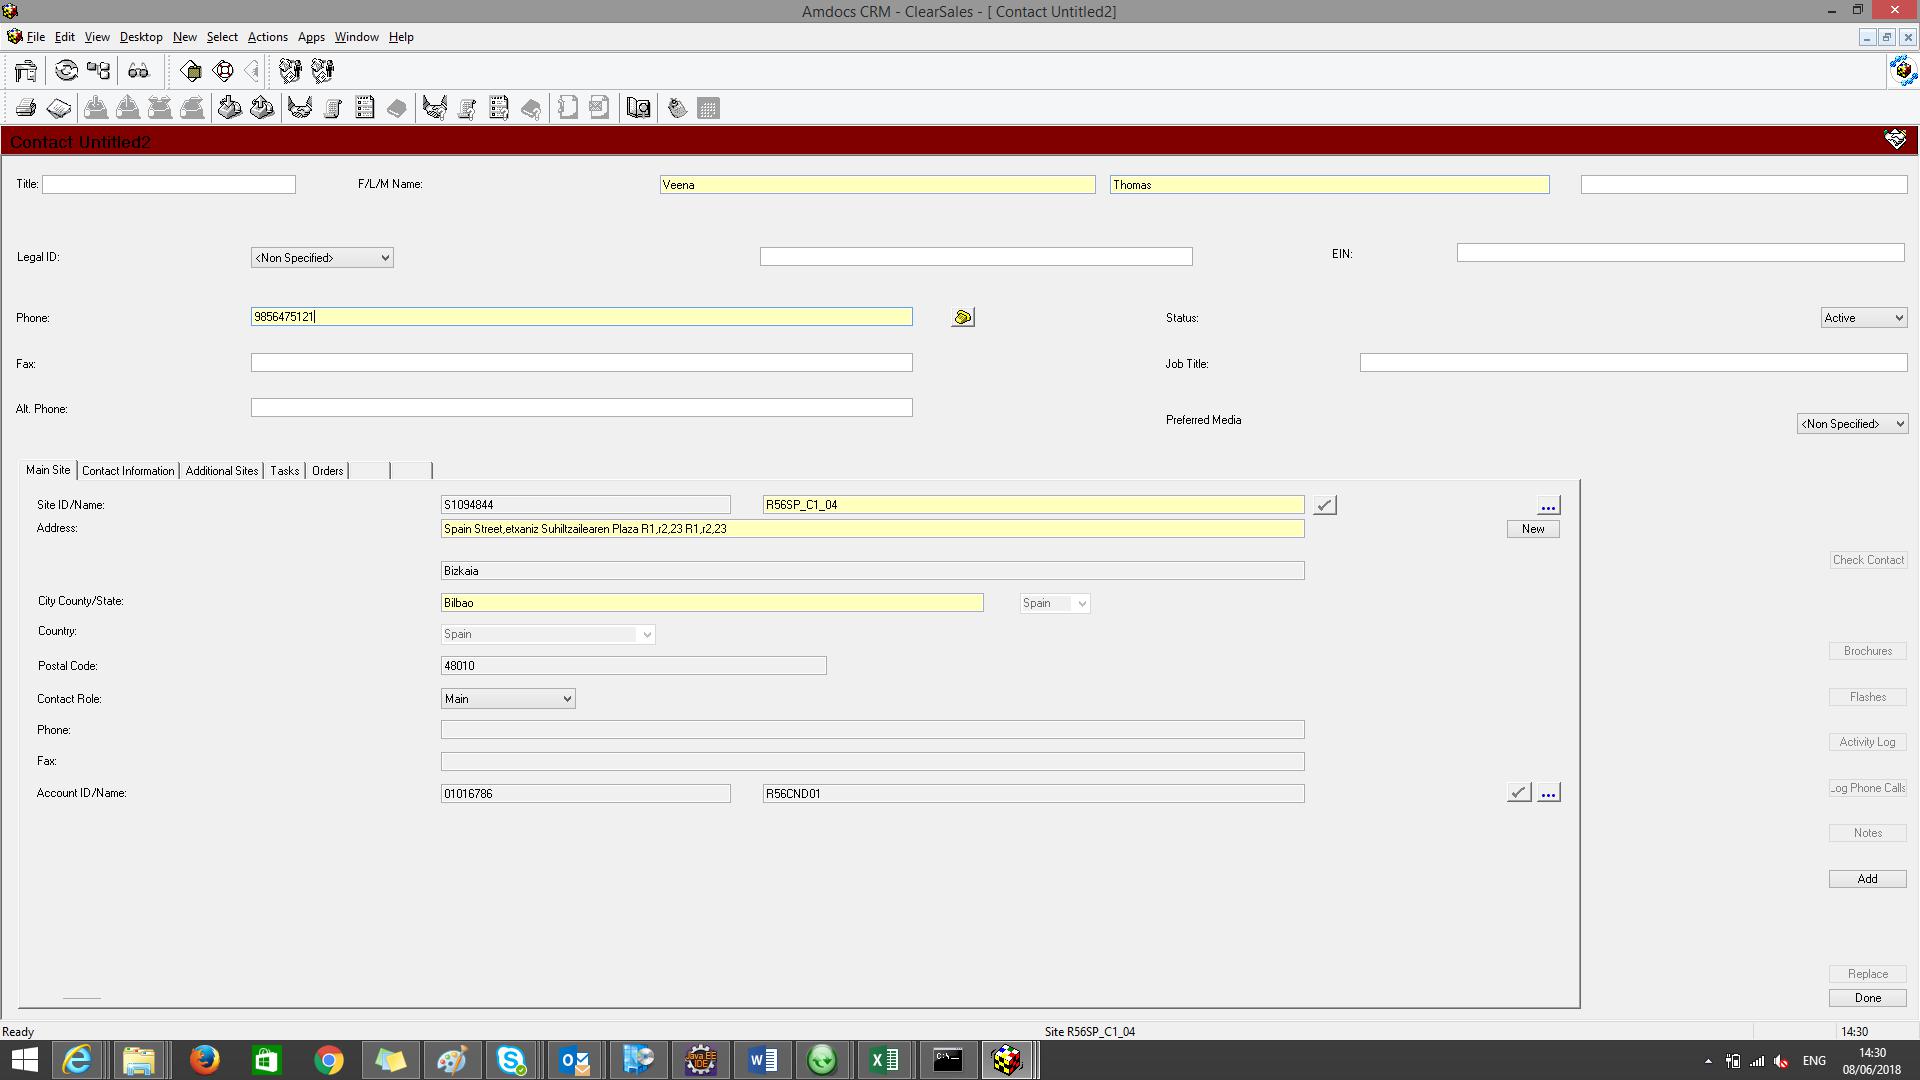 Amdocs CRM - ClearSales - [ Contact Untitled2]
File Edit View Desktop New Select Actions Apps Window Help
Contact Untitled2
Title: F/L/M Name: Veena Thomas
Legal ID: <Non Specified> EIN:
Phone: 9856475121 Status: Active
Fax: Job Title:
Alt. Phone: Preferred Media <Non Specified>
Main Site Contact Information Additional Sites Tasks Orders
Site ID/Name: S1094844 R56SP_C1_04 ...
Address: Spain Street,etxaniz Suhiltzailearen Plaza R1,r2,23 R1,r2,23 New
Check Contact
Bizkaia
City County/State: Bilbao Spain
Country: Spain
Brochures
Postal Code: 48010
Contact Role: Main Flashes
Phone:
Activity Log
Fax:
Account ID/Name: 01016786 R56CND01 ... Log Phone Calls
Notes
Add
Replace
Done
Ready Site R56SP_C1_04 14:30
Java EE
IDE
C:\
ENG 14:30
08/06/2018